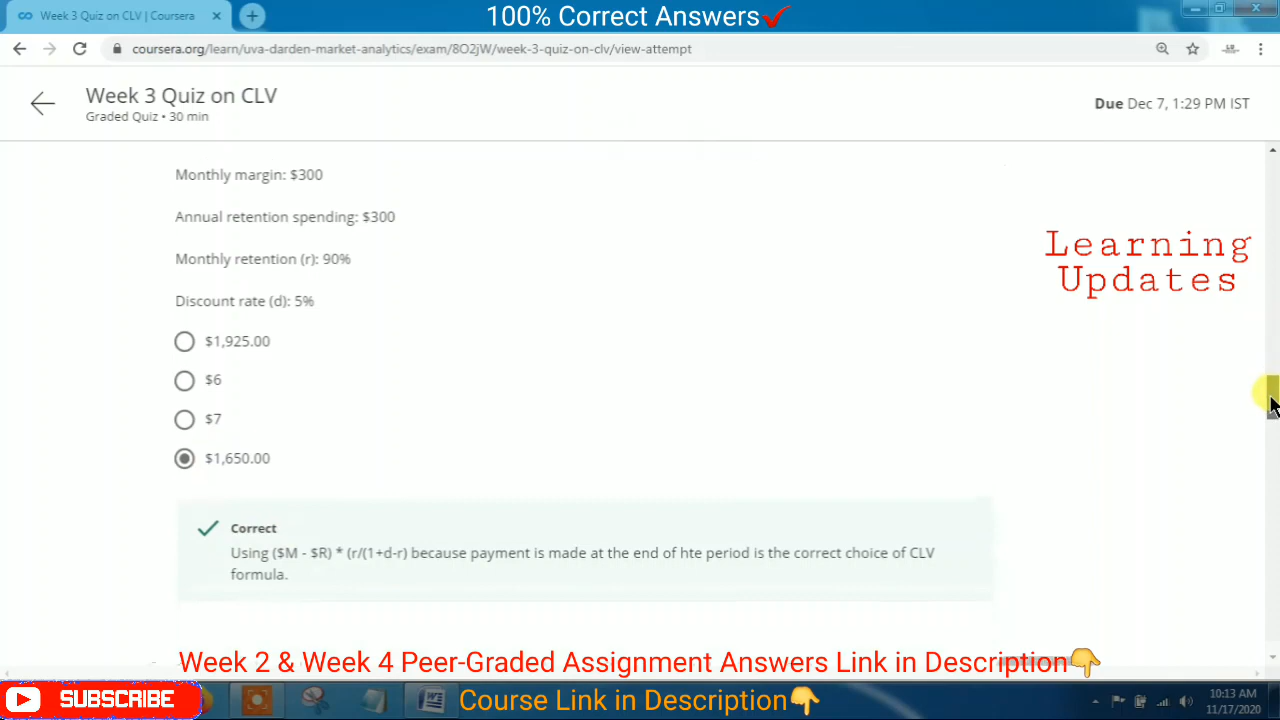 Week 3 Quiz on CLV | Coursera
100% Correct Answers
coursera.org/learn/uva-darden-market-analytics/exam/8O2jW/week-3-quiz-on-clv/view-attempt
Week 3 Quiz on CLV
Graded Quiz • 30 min
Due Dec 7, 1:29 PM IST
Monthly margin: $300
Annual retention spending: $300
Monthly retention (r): 90%
Discount rate (d): 5%
Learning
Updates
$1,925.00
$6
$7
$1,650.00
Correct
Using ($M - $R) * (r/(1+d-r) because payment is made at the end of hte period is the correct choice of CLV
formula.
Week 2 & Week 4 Peer-Graded Assignment Answers Link in Description
SUBSCRIBE
Course Link in Description
10:13 AM
11/17/2020